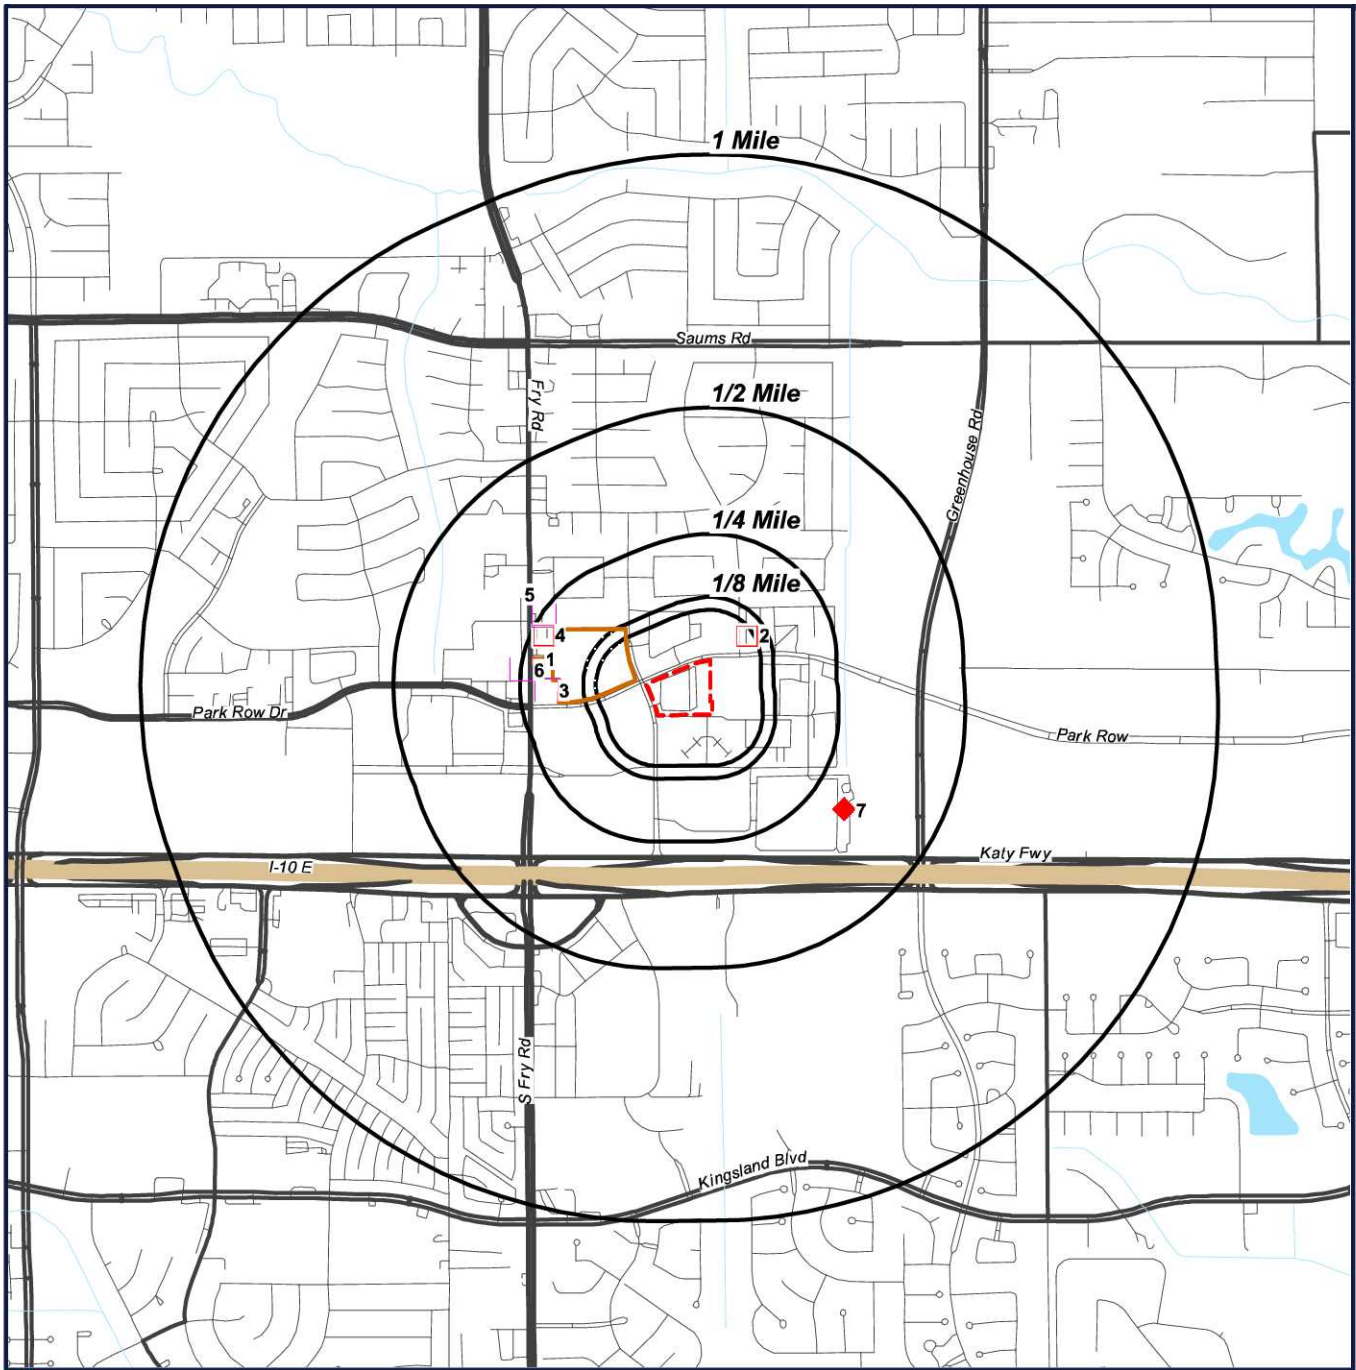 1 Mile
Saums Rd
Fry Rd
1/2 Mile
Greenhouse Rd
1/4 Mile
1/8 Mile
5
4
2
1
6
3
Park Row Dr
Park Row
7
Katy Fwy
I-10 E
S Fry Rd
Kingsland Blvd